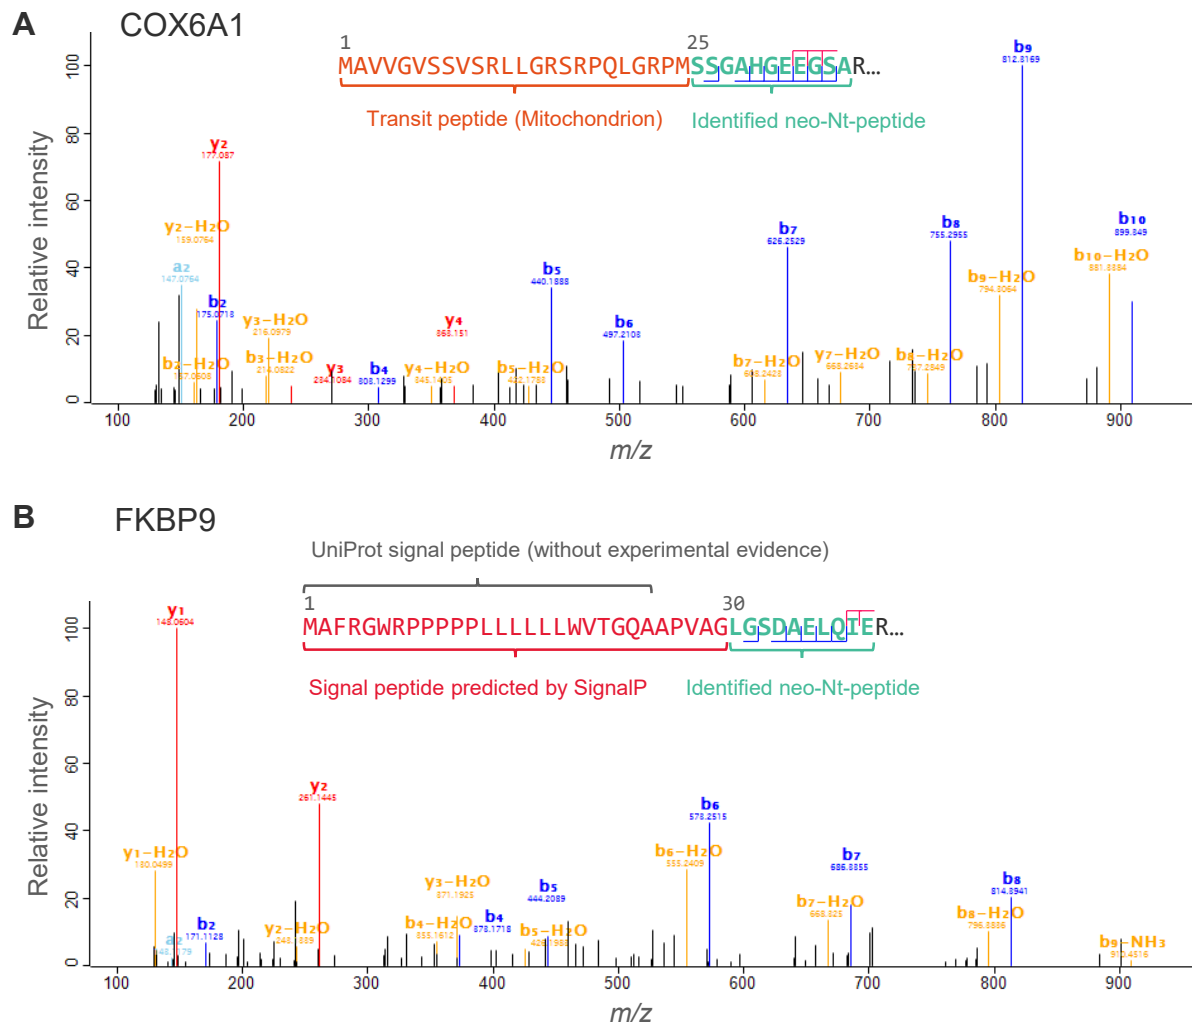 A
COX6A1
1 25
MAVVGVSSVSRLLGRSRPQLGRPMSSGAHGEEGSAR...
Transit peptide (Mitochondrion) Identified neo-Nt-peptide
Relative intensity
100
80
60
40
20
0
b9
812.3169
y2
177.087
y2-H2O
159.0764
a2
147.0764
b2
175.0713
b2-H2O
y3-H2O
216.0979
b3-H2O
y3
y4
b4
y4-H2O
b5
440.1888
b5-H2O
b6
497.2103
b7
626.2529
b7-H2O
y7-H2O
b8
755.2955
b8-H2O
b9-H2O
794.3064
b10
899.349
b10-H2O
881.3384
100 200 300 400 500 600 700 800 900
m/z
B
FKBP9
UniProt signal peptide (without experimental evidence)
1 30
MAFRGWRPPPPPLLLLLLWVTGQAAPVAGLGSDAELQIER...
Signal peptide predicted by SignalP Identified neo-Nt-peptide
Relative intensity
100
80
60
40
20
0
y1
148.0604
y1-H2O
130.0499
a2
b2
171.1128
y2
261.1445
y2-H2O
y3-H2O
371.1925
b4-H2O
b4
373.1718
b5
444.2089
b5-H2O
b6
573.2515
b6-H2O
555.2409
b7
686.3355
b7-H2O
b8
814.3941
b8-H2O
796.3836
b9-NH3
910.4516
100 200 300 400 500 600 700 800 900
m/z